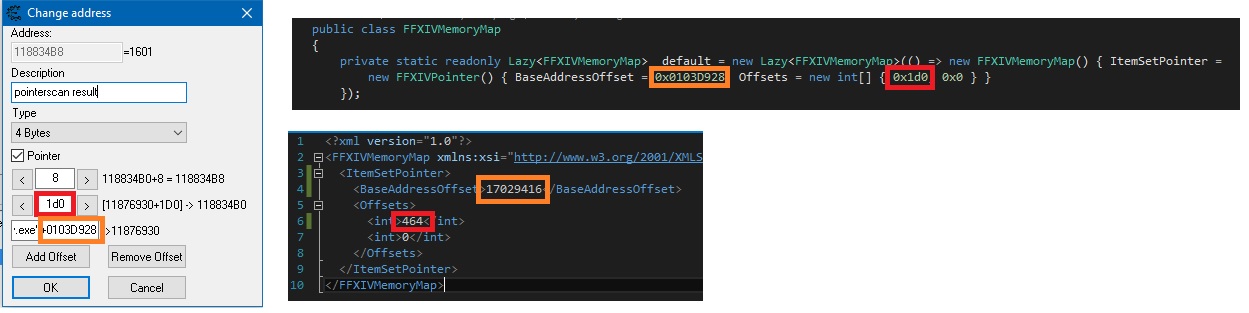 Change address
Address:
118834B8 =1601
Description
pointerscan result
Type
4 Bytes
Pointer
< 8 > 118834B0+8 = 118834B8
< 1d0 > [11876930+1D0] -> 118834B0
.exe"+0103D928 >11876930
Add Offset Remove Offset
OK Cancel
public class FFXIVMemoryMap
{
private static readonly Lazy<FFXIVMemoryMap> _default = new Lazy<FFXIVMemoryMap>(() => new FFXIVMemoryMap() { ItemSetPointer =
new FFXIVPointer() { BaseAddressOffset = 0x0103D928 Offsets = new int[] { 0x1d0 0x0 } }
});
1 <?xml version="1.0"?>
2 <FFXIVMemoryMap xmlns:xsi="http://www.w3.org/2001/XMLS
3 <ItemSetPointer>
4 <BaseAddressOffset>17029416</BaseAddressOffset>
5 <Offsets>
6 <int>464</int>
7 <int>0</int>
8 </Offsets>
9 </ItemSetPointer>
10 </FFXIVMemoryMap>